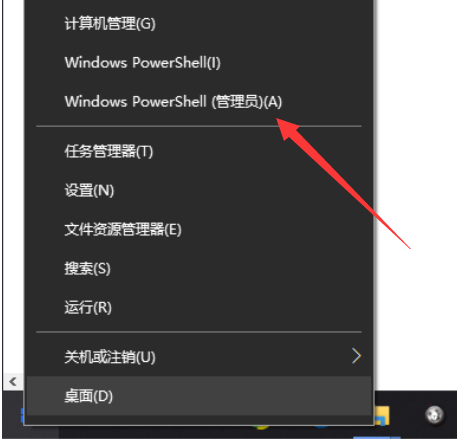 计算机管理(G)
Windows PowerShell(I)
Windows PowerShell (管理员)(A)
任务管理器(T)
设置(N)
文件资源管理器(E)
搜索(S)
运行(R)
关机或注销(U)
桌面(D)